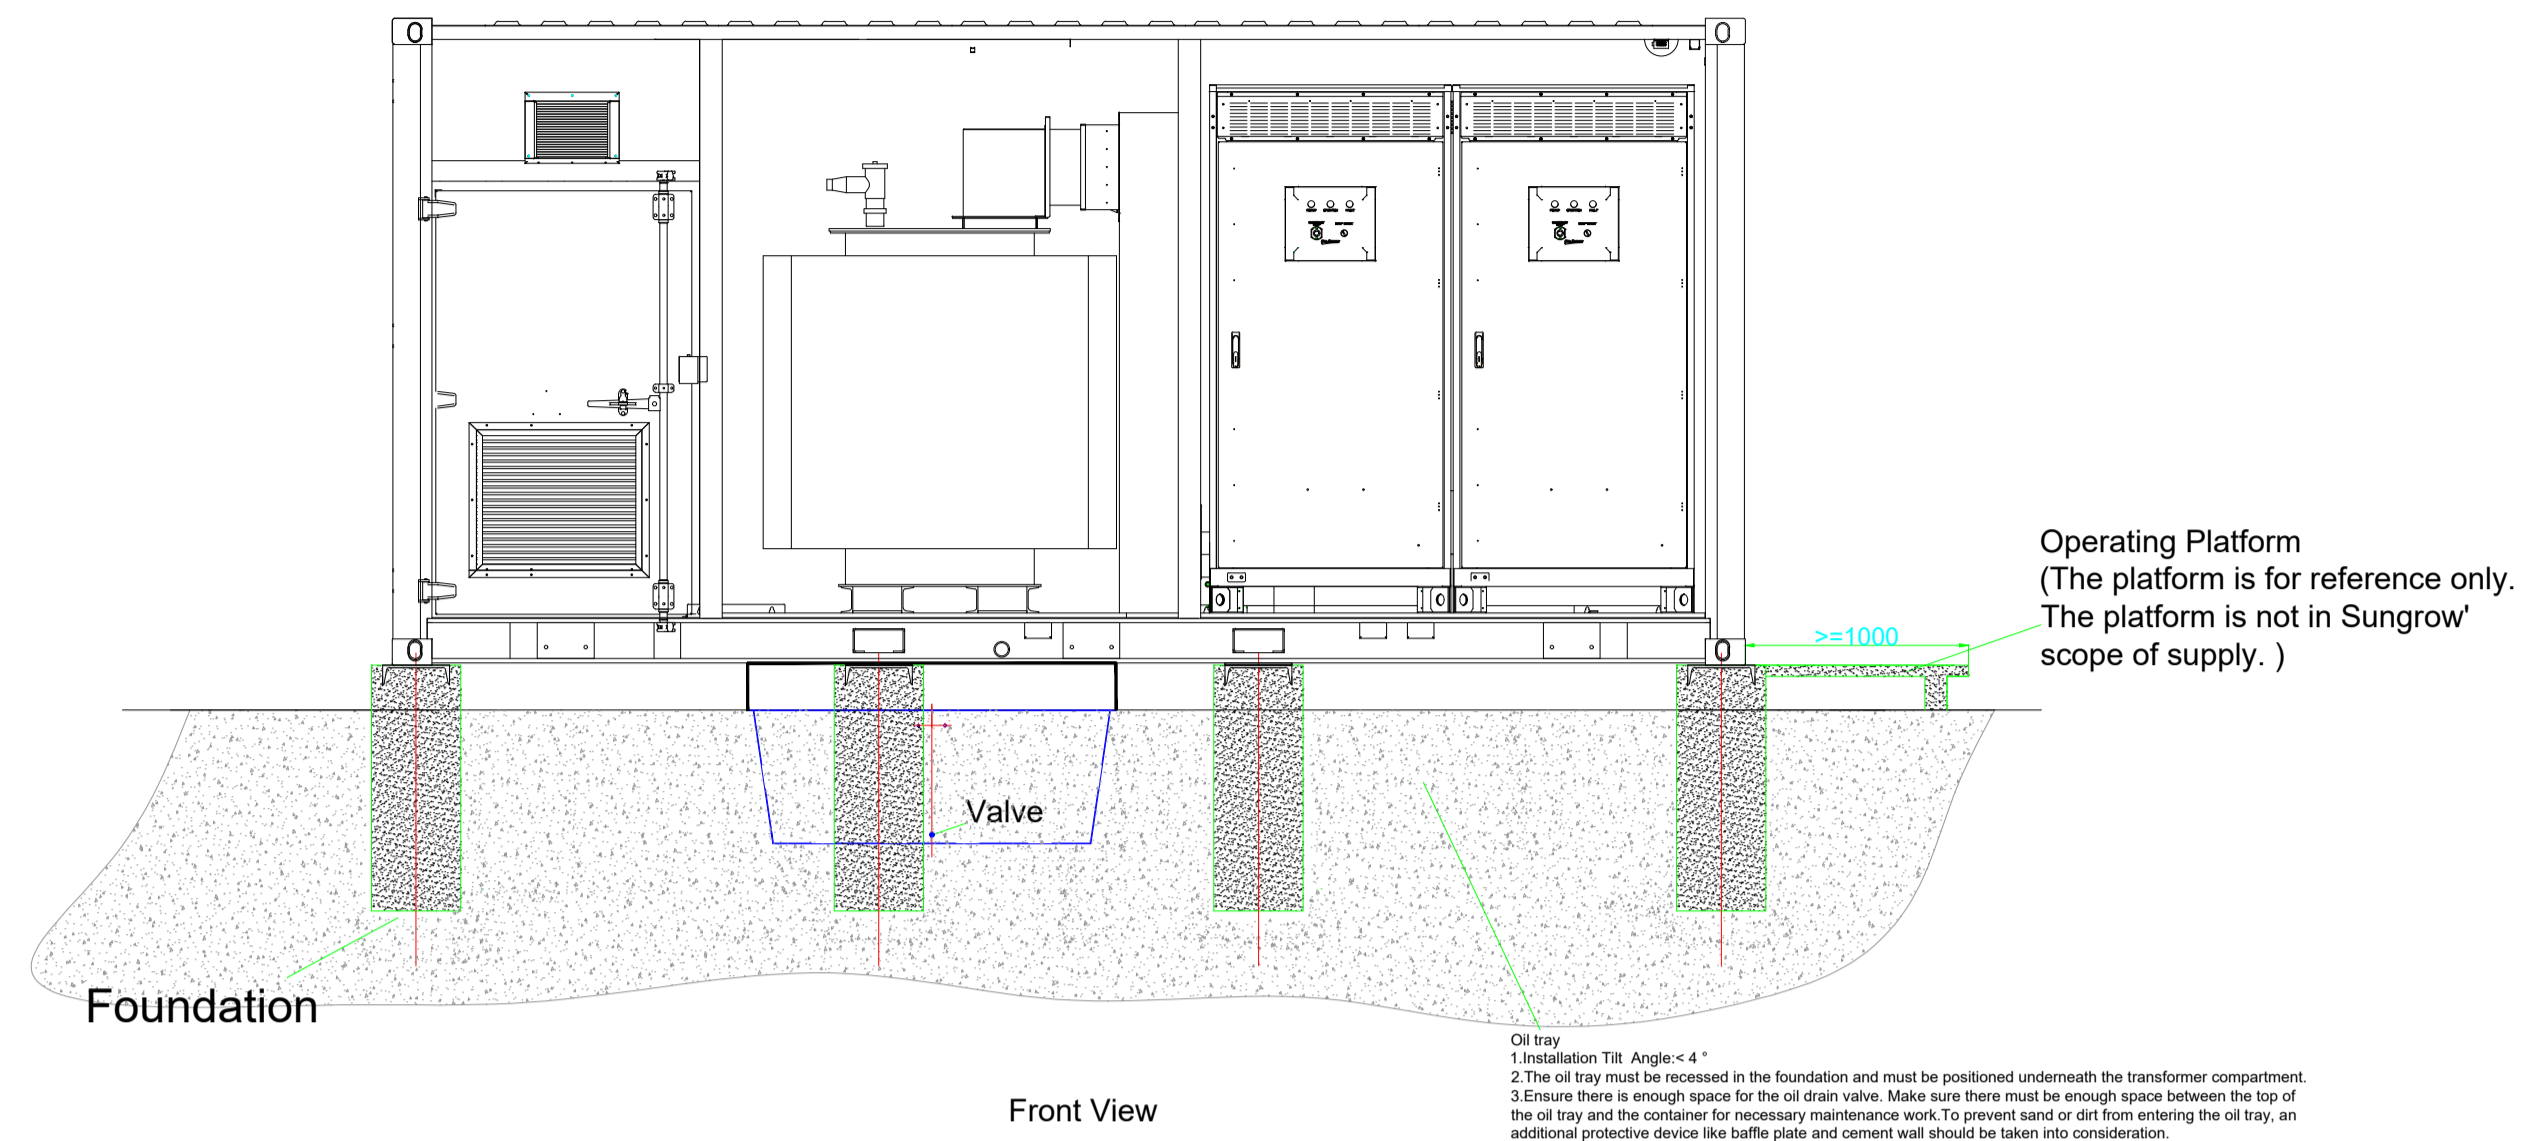 Operating Platform
(The platform is for reference only.
The platform is not in Sungrow'
scope of supply. )
>=1000
Valve
Foundation
Oil tray
1.Installation Tilt  Angle:< 4 °
2.The oil tray must be recessed in the foundation and must be positioned underneath the transformer compartment.
3.Ensure there is enough space for the oil drain valve. Make sure there must be enough space between the top of
the oil tray and the container for necessary maintenance work.To prevent sand or dirt from entering the oil tray, an
additional protective device like baffle plate and cement wall should be taken into consideration.
Front View